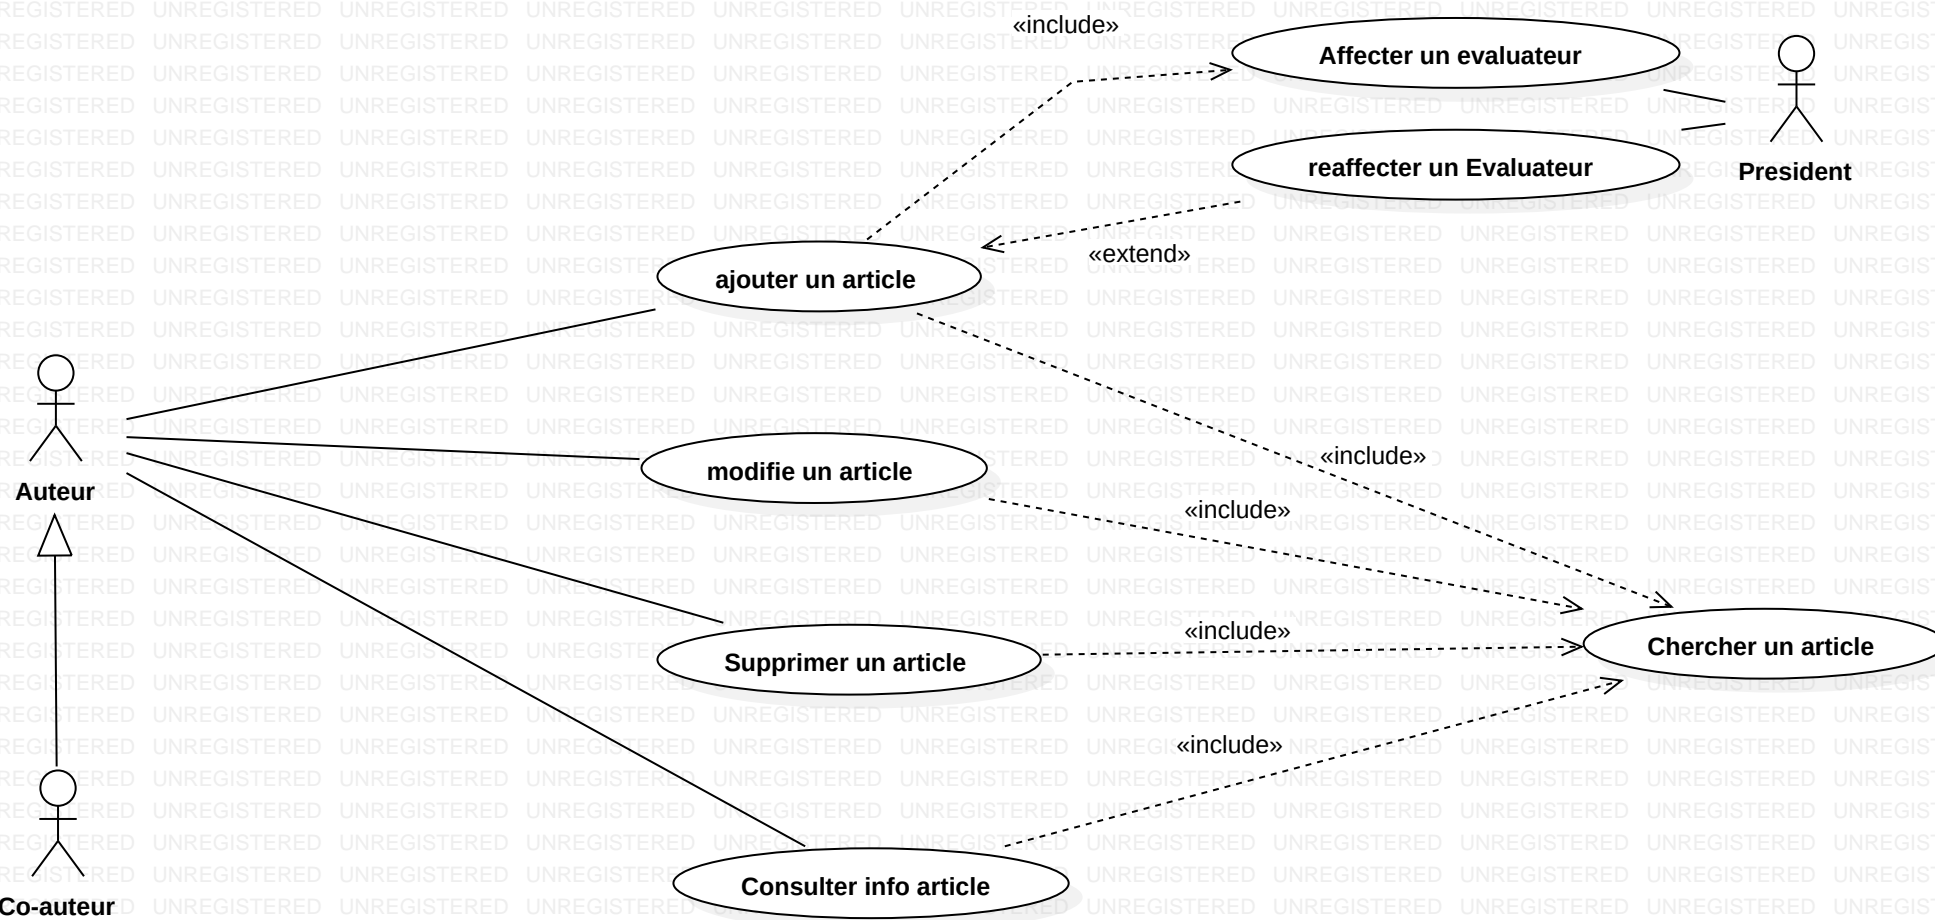 «include»
Affecter un evaluateur
reaffecter un Evaluateur
President
«extend»
ajouter un article
«include»
modifie un article
Auteur
«include»
«include»
Chercher un article
Supprimer un article
«include»
Consulter info article
Co-auteur
UNREGISTERED